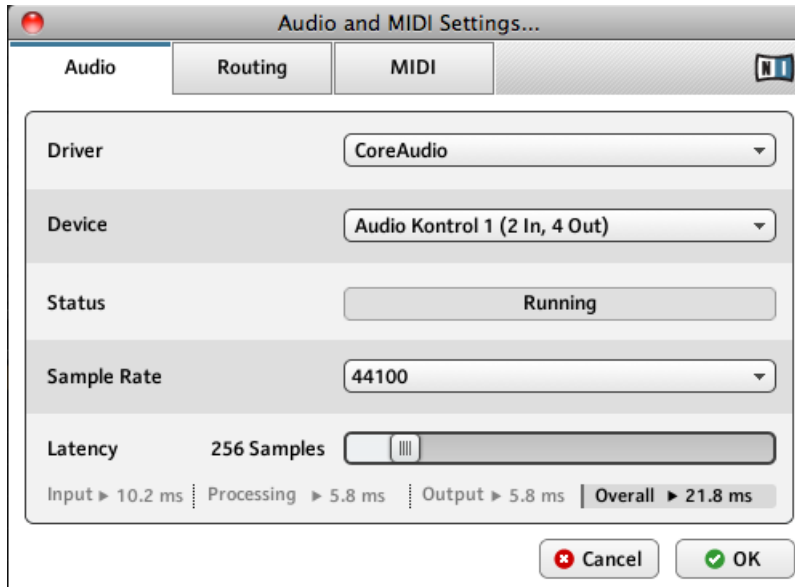 Audio and MIDI Settings...
Audio Routing MIDI NI
Driver CoreAudio
Device Audio Kontrol 1 (2 In, 4 Out)
Status Running
Sample Rate 44100
Latency 256 Samples
Input ▸ 10.2 ms Processing ▸ 5.8 ms Output ▸ 5.8 ms Overall ▸ 21.8 ms
Cancel OK